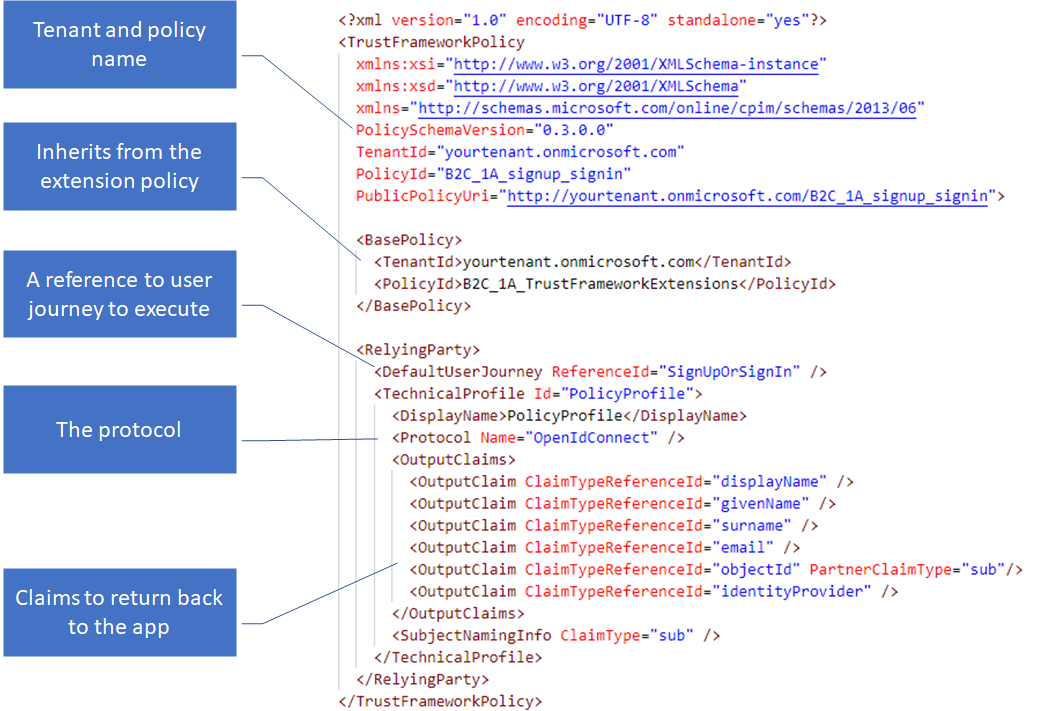 Tenant and policy
name
Inherits from the
extension policy
A reference to user
journey to execute
The protocol
Claims to return back
to the app
<?xml version="1.0" encoding="UTF-8" standalone="yes"?>
<TrustFrameworkPolicy
xmlns:xsi="http://www.w3.org/2001/XMLSchema-instance"
xmlns:xsd="http://www.w3.org/2001/XMLSchema"
xmlns="http://schemas.microsoft.com/online/cpim/schemas/2013/06"
PolicySchemaVersion="0.3.0.0"
TenantId="yourtenant.onmicrosoft.com"
PolicyId="B2C_1A_signup_signin"
PublicPolicyUri="http://yourtenant.onmicrosoft.com/B2C_1A_signup_signin">
<BasePolicy>
<TenantId>yourtenant.onmicrosoft.com</TenantId>
<PolicyId>B2C_1A_TrustFrameworkExtensions</PolicyId>
</BasePolicy>
<RelyingParty>
<DefaultUserJourney ReferenceId="SignUpOrSignIn" />
<TechnicalProfile Id="PolicyProfile">
<DisplayName>PolicyProfile</DisplayName>
<Protocol Name="OpenIdConnect" />
<OutputClaims>
<OutputClaim ClaimTypeReferenceId="displayName" />
<OutputClaim ClaimTypeReferenceId="givenName" />
<OutputClaim ClaimTypeReferenceId="surname" />
<OutputClaim ClaimTypeReferenceId="email" />
<OutputClaim ClaimTypeReferenceId="objectId" PartnerClaimType="sub"/>
<OutputClaim ClaimTypeReferenceId="identityProvider" />
</OutputClaims>
<SubjectNamingInfo ClaimType="sub" />
</TechnicalProfile>
</RelyingParty>
</TrustFrameworkPolicy>